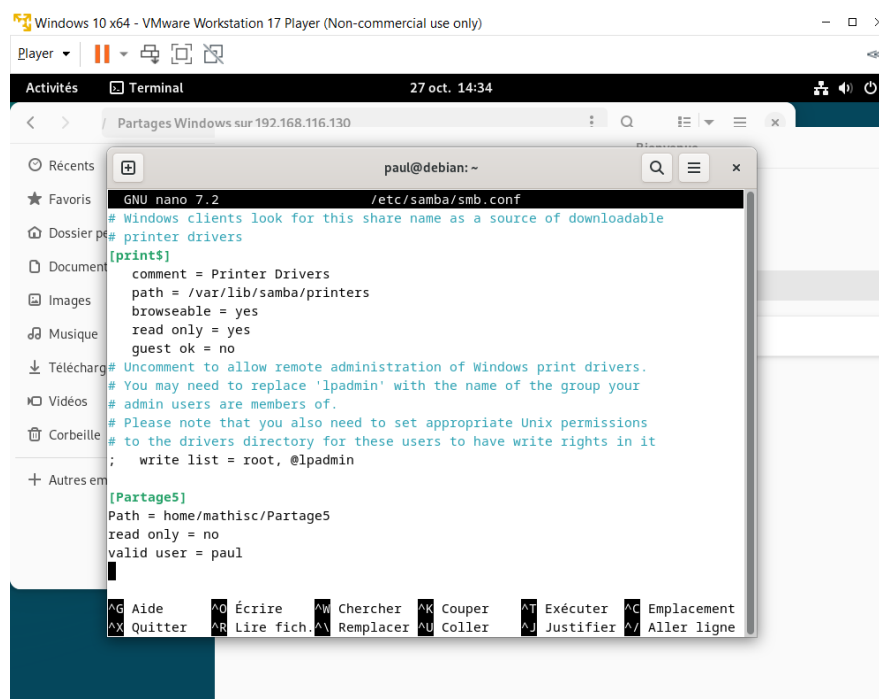 Windows 10 x64 - VMware Workstation 17 Player (Non-commercial use only)
Player
Activités Terminal 27 oct. 14:34
/ Partages Windows sur 192.168.116.130
Bienvenue
Récents
Favoris
Dossier pe
Document
Images
Musique
Télécharg
Vidéos
Corbeille
+ Autres em
paul@debian: ~
GNU nano 7.2 /etc/samba/smb.conf
# Windows clients look for this share name as a source of downloadable
# printer drivers
[print$]
comment = Printer Drivers
path = /var/lib/samba/printers
browseable = yes
read only = yes
guest ok = no
# Uncomment to allow remote administration of Windows print drivers.
# You may need to replace 'lpadmin' with the name of the group your
# admin users are members of.
# Please note that you also need to set appropriate Unix permissions
# to the drivers directory for these users to have write rights in it
;   write list = root, @lpadmin
[Partage5]
Path = home/mathisc/Partage5
read only = no
valid user = paul
^G Aide ^O Écrire ^W Chercher ^K Couper ^T Exécuter ^C Emplacement
^X Quitter ^R Lire fich. ^\ Remplacer ^U Coller ^J Justifier ^/ Aller ligne